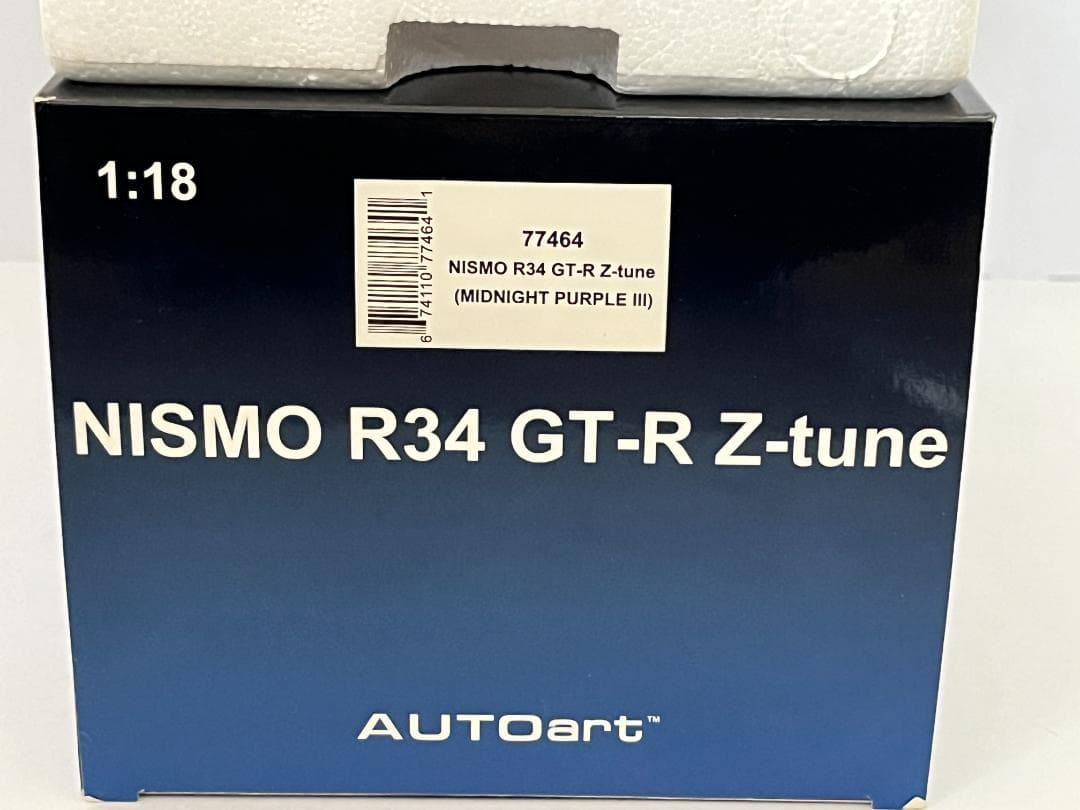 1:18
6 74110 77464 1
77464
NISMO R34 GT-R Z-tune
(MIDNIGHT PURPLE III)
NISMO R34 GT-R Z-tune
AUTOart™